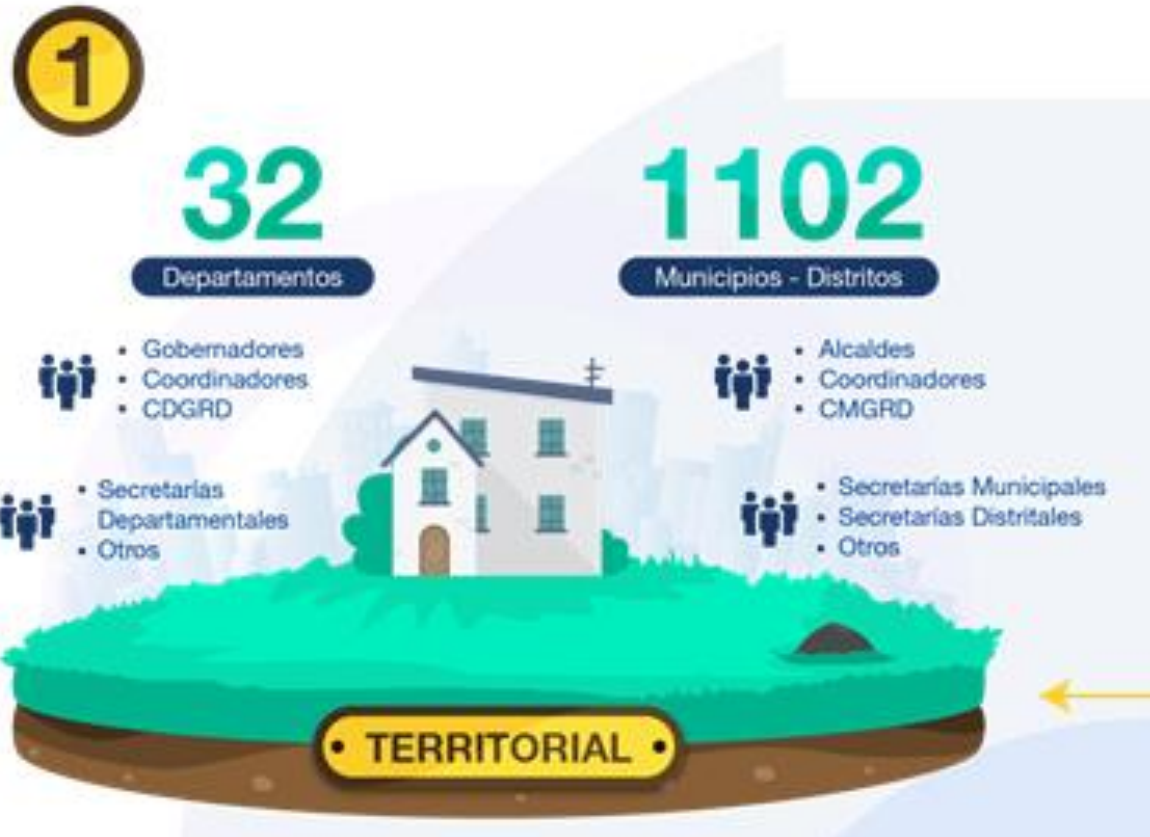 1
32
Departamentos
• Gobernadores
• Coordinadores
• CDGRD
• Secretarías
Departamentales
• Otros
1102
Municipios - Distritos
• Alcaldes
• Coordinadores
• CMGRD
• Secretarías Municipales
• Secretarías Distritales
• Otros
TERRITORIAL